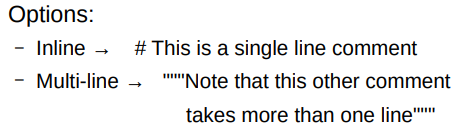 Options:
– Inline → # This is a single line comment
– Multi-line → """Note that this other comment
takes more than one line"""